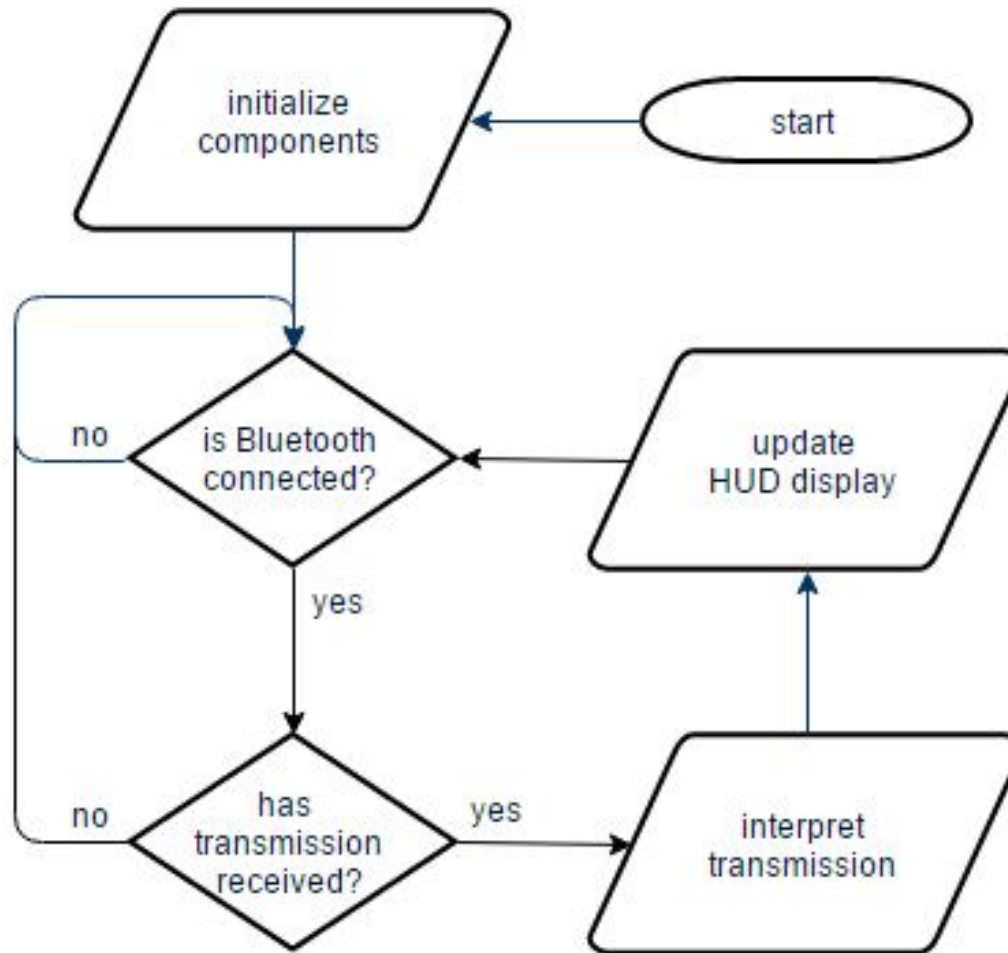 start
initialize
components
is Bluetooth
connected?
no
yes
has
transmission
received?
no
yes
interpret
transmission
update
HUD display